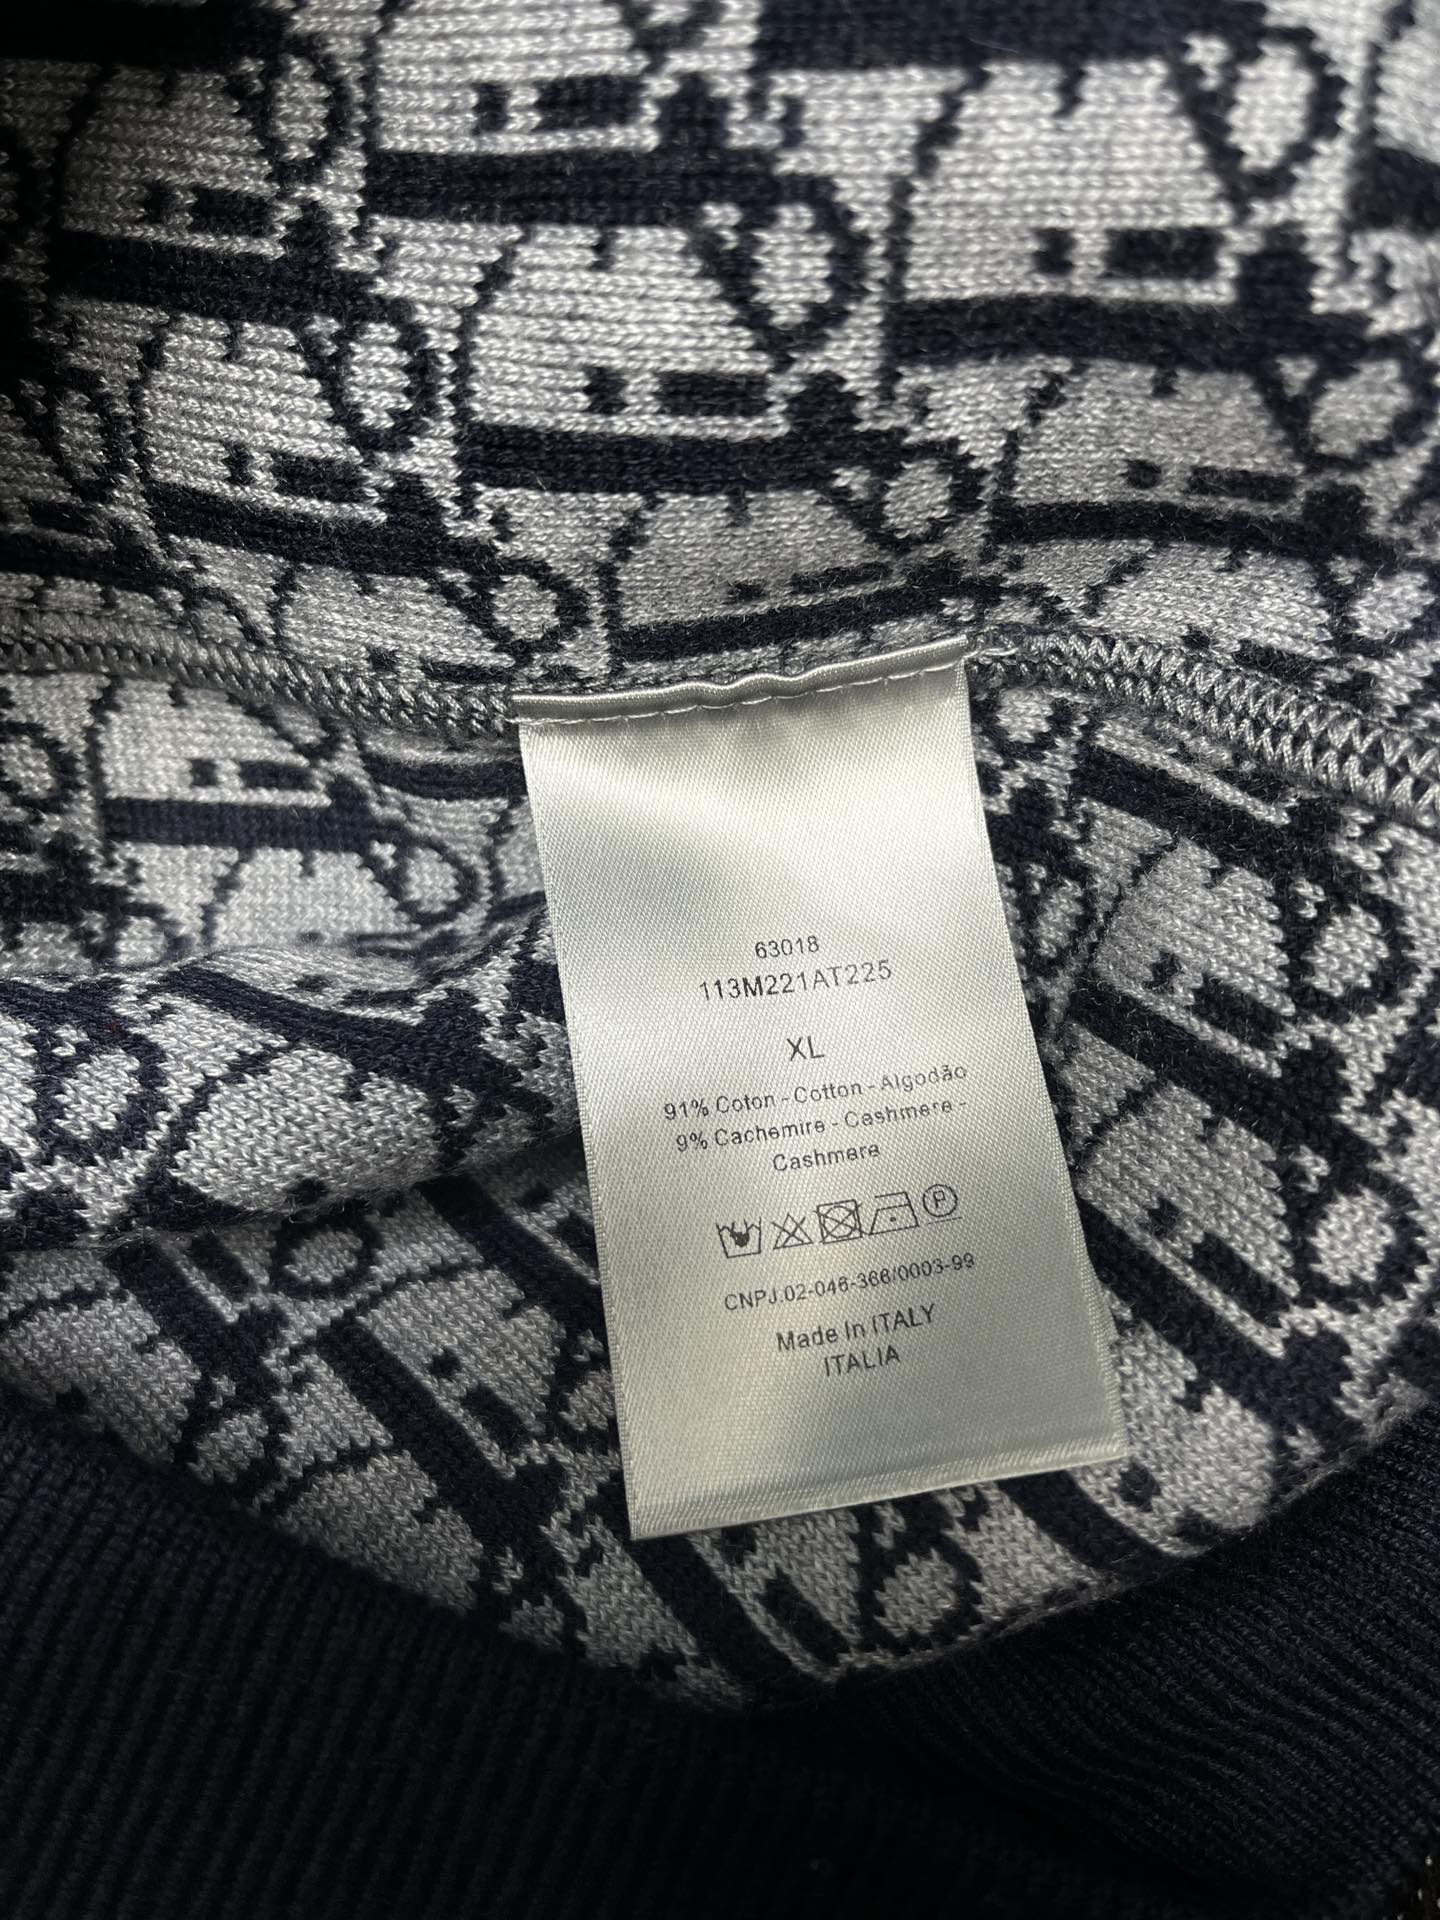 63018
113M221AT225
XL
91% Coton - Cotton - Algodão
9% Cachemire - Cashmere -
Cashmere
CNPJ.02-046-366/0003-99
Made In ITALY
ITALIA